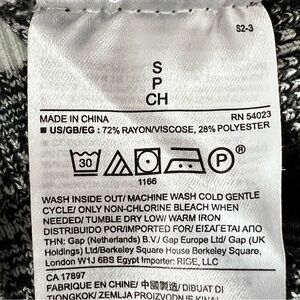 S2-3
S
P
CH
MADE IN CHINA RN 54023
■ US/GB/EG : 72% RAYON/VISCOSE, 28% POLYESTER
30 P
1166
WASH INSIDE OUT/ MACHINE WASH COLD GENTLE
CYCLE/ ONLY NON-CHLORINE BLEACH WHEN
NEEDED/ TUMBLE DRY LOW/ WARM IRON
DISTRIBUIDO POR/IMPORTED BY/ ΕΙΣΑΓΕΤΑΙ ΑΠΟ
ΤΗΝ: Gap (Netherlands) B.V./ Gap Europe Ltd/ Gap (UK
Holdings) Ltd/Berkeley Square House Berkeley Square,
London W1J 6BS Egypt Importer: RIGE, LLC
CA 17897
FABRIQUE EN CHINE/ 中國製造/ DIBUAT DI
TIONGKOK/ ZEMLJA PROIZVODNJE KINA/